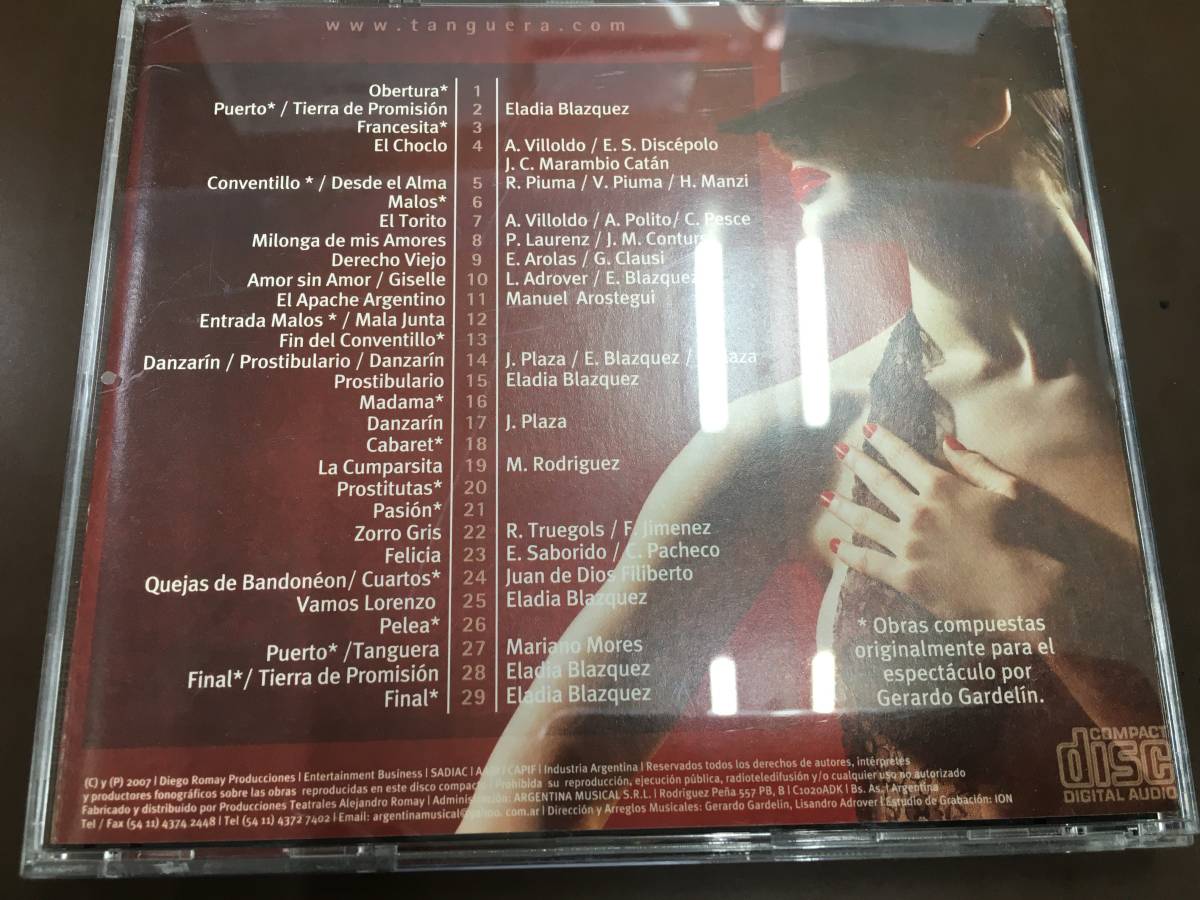 www.tanguera.com
Obertura* 1
Puerto* / Tierra de Promisión 2 Eladia Blazquez
Francesita* 3
El Choclo 4 A. Villoldo / E. S. Discépolo
J. C. Marambio Catán
Conventillo * / Desde el Alma 5 R. Piuma / V. Piuma / H. Manzi
Malos* 6
El Torito 7 A. Villoldo / A. Polito/ C. Pesce
Milonga de mis Amores 8 P. Laurenz / J. M.
Derecho Viejo 9 E. Arolas / G. Clausi
Amor sin Amor / Giselle 10 L. Adrover / E. Blazquez
El Apache Argentino 11 Manuel Arostegui
Entrada Malos * / Mala Junta 12
Fin del Conventillo* 13
Danzarín / Prostibulario / Danzarín 14 J. Plaza / E. Blazquez /
Prostibulario 15 Eladia Blazquez
Madama* 16
Danzarín 17 J. Plaza
Cabaret* 18
La Cumparsita 19 M. Rodriguez
Prostitutas* 20
Pasión* 21
Zorro Gris 22 R. Truegols / F. Jimenez
Felicia 23 E. Saborido / C. Pacheco
Quejas de Bandonéon/ Cuartos* 24 Juan de Dios Filiberto
Vamos Lorenzo 25 Eladia Blazquez
Pelea* 26
Puerto* /Tanguera 27 Mariano Mores
Final*/ Tierra de Promisión 28 Eladia Blazquez
Final* 29 Eladia Blazquez
* Obras compuestas
originalmente para el
espectáculo por
Gerardo Gardelín.
COMPACT
disc
DIGITAL AUDIO
(C) y (P) 2007 | Diego Romay Producciones | Entertainment Business | SADIAC | CAPIF | Industria Argentina | Reservados todos los derechos de autores, intérpretes
y productores fonográficos sobre las obras reproducidas en este disco compacto. Prohibida su reproducción, ejecución pública, radioteledifusión y/o cualquier uso no autorizado
Fabricado y distribuido por Producciones Teatrales Alejandro Romay | Administración: ARGENTINA MUSICAL S.R.L. | Rodriguez Peña 557 PB, B | C1020ADK | Bs. As. | Argentina
Tel / Fax (54 11) 4374 2448 | Tel (54 11) 4372 7402 | Email: argentinamusical@yahoo.com.ar | Dirección y Arreglos Musicales: Gerardo Gardelin, Lisandro Adrover | Estudio de Grabación: ION